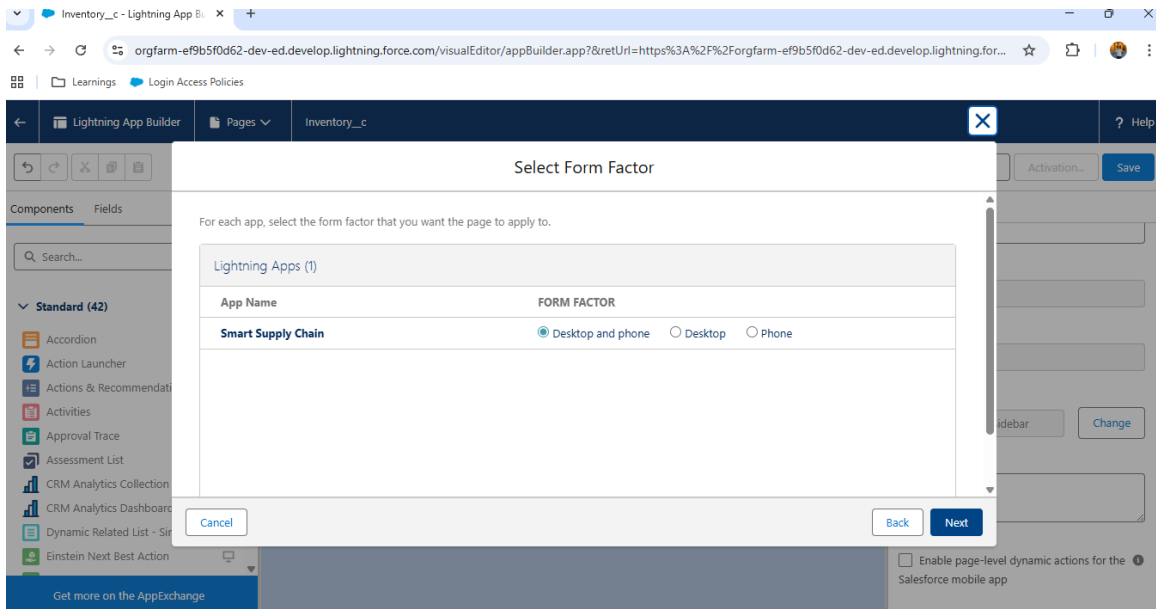 Inventory__c - Lightning App Bu
orgfarm-ef9b5f0d62-dev-ed.develop.lightning.force.com/visualEditor/appBuilder.app?&retUrl=https%3A%2F%2Forgfarm-ef9b5f0d62-dev-ed.develop.lightning.for...
Learnings Login Access Policies
Lightning App Builder Pages Inventory__c ? Help
Select Form Factor
Activation... Save
Components Fields
For each app, select the form factor that you want the page to apply to.
Search...
Lightning Apps (1)
App Name FORM FACTOR
Standard (42)
Smart Supply Chain Desktop and phone Desktop Phone
Accordion
Action Launcher
Actions & Recommendati
Activities
Approval Trace
Assessment List
CRM Analytics Collection
CRM Analytics Dashboard
Dynamic Related List - Sin
Einstein Next Best Action
idebar Change
Cancel Back Next
Enable page-level dynamic actions for the
Salesforce mobile app
Get more on the AppExchange